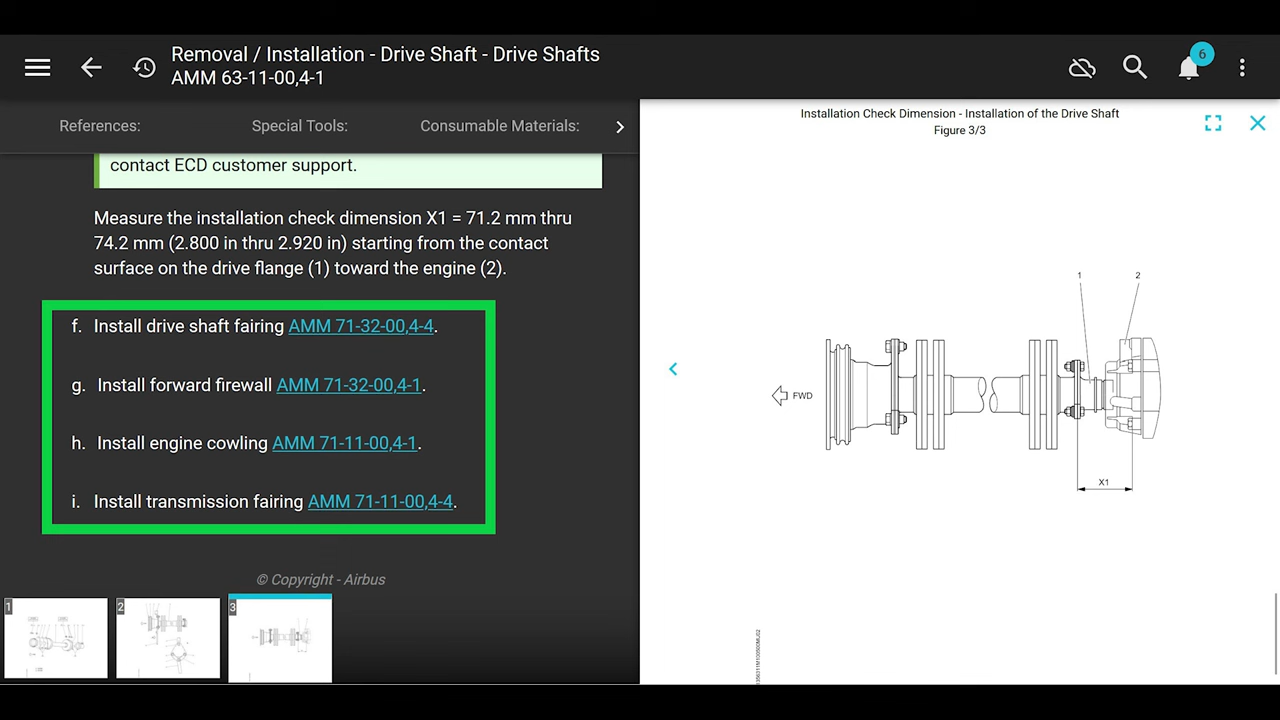 Removal / Installation - Drive Shaft - Drive Shafts
AMM 63-11-00,4-1
6
References:
Special Tools:
Consumable Materials:
contact ECD customer support.
Measure the installation check dimension X1 = 71.2 mm thru
74.2 mm (2.800 in thru 2.920 in) starting from the contact
surface on the drive flange (1) toward the engine (2).
f. Install drive shaft fairing AMM 71-32-00,4-4.
g. Install forward firewall AMM 71-32-00,4-1.
h. Install engine cowling AMM 71-11-00,4-1.
i. Install transmission fairing AMM 71-11-00,4-4.
© Copyright - Airbus
1
2
3
Installation Check Dimension - Installation of the Drive Shaft
Figure 3/3
1
2
FWD
X1